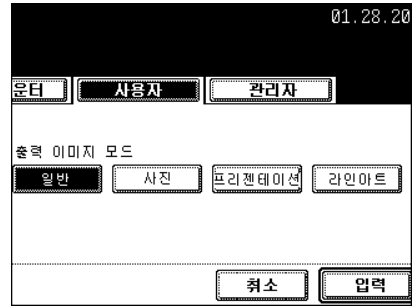 01.28.20
운터 사용자 관리자
출력 이미지 모드
일반 사진 프리젠테이션 라인아트
취소 입력